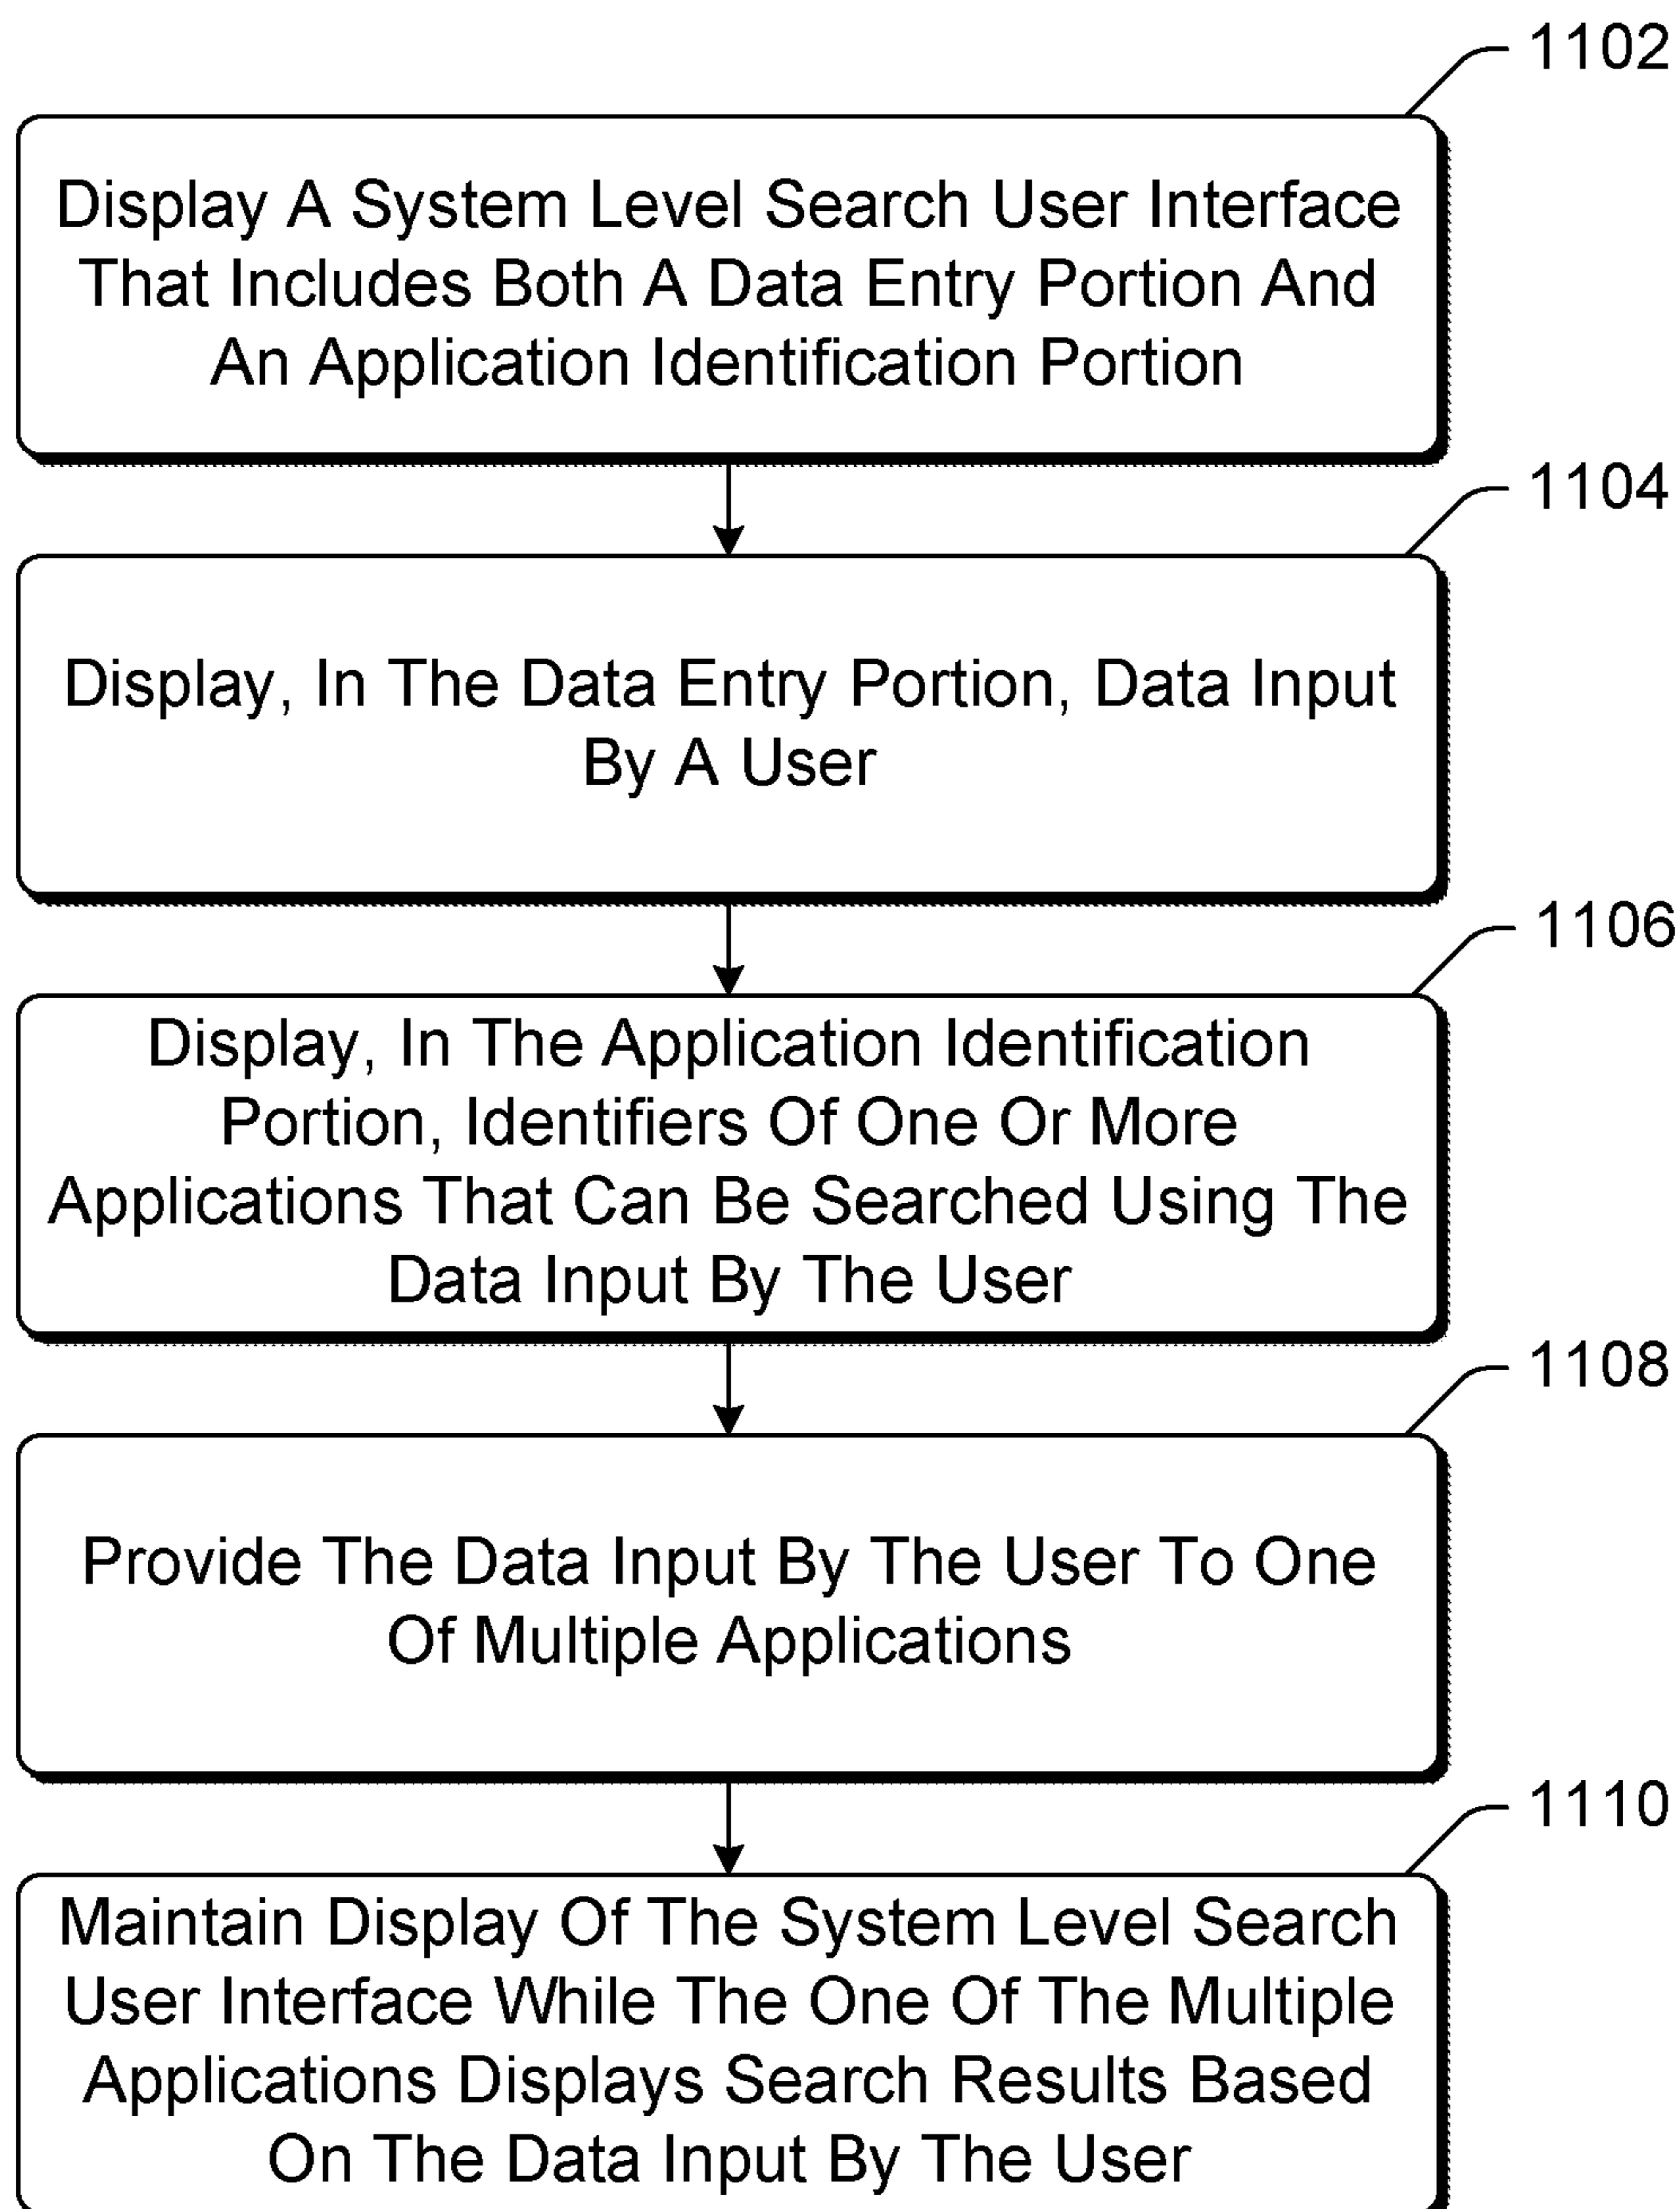 1102
Display A System Level Search User Interface
That Includes Both A Data Entry Portion And
An Application Identification Portion
1104
Display, In The Data Entry Portion, Data Input
By A User
1106
Display, In The Application Identification
Portion, Identifiers Of One Or More
Applications That Can Be Searched Using The
Data Input By The User
1108
Provide The Data Input By The User To One
Of Multiple Applications
1110
Maintain Display Of The System Level Search
User Interface While The One Of The Multiple
Applications Displays Search Results Based
On The Data Input By The User